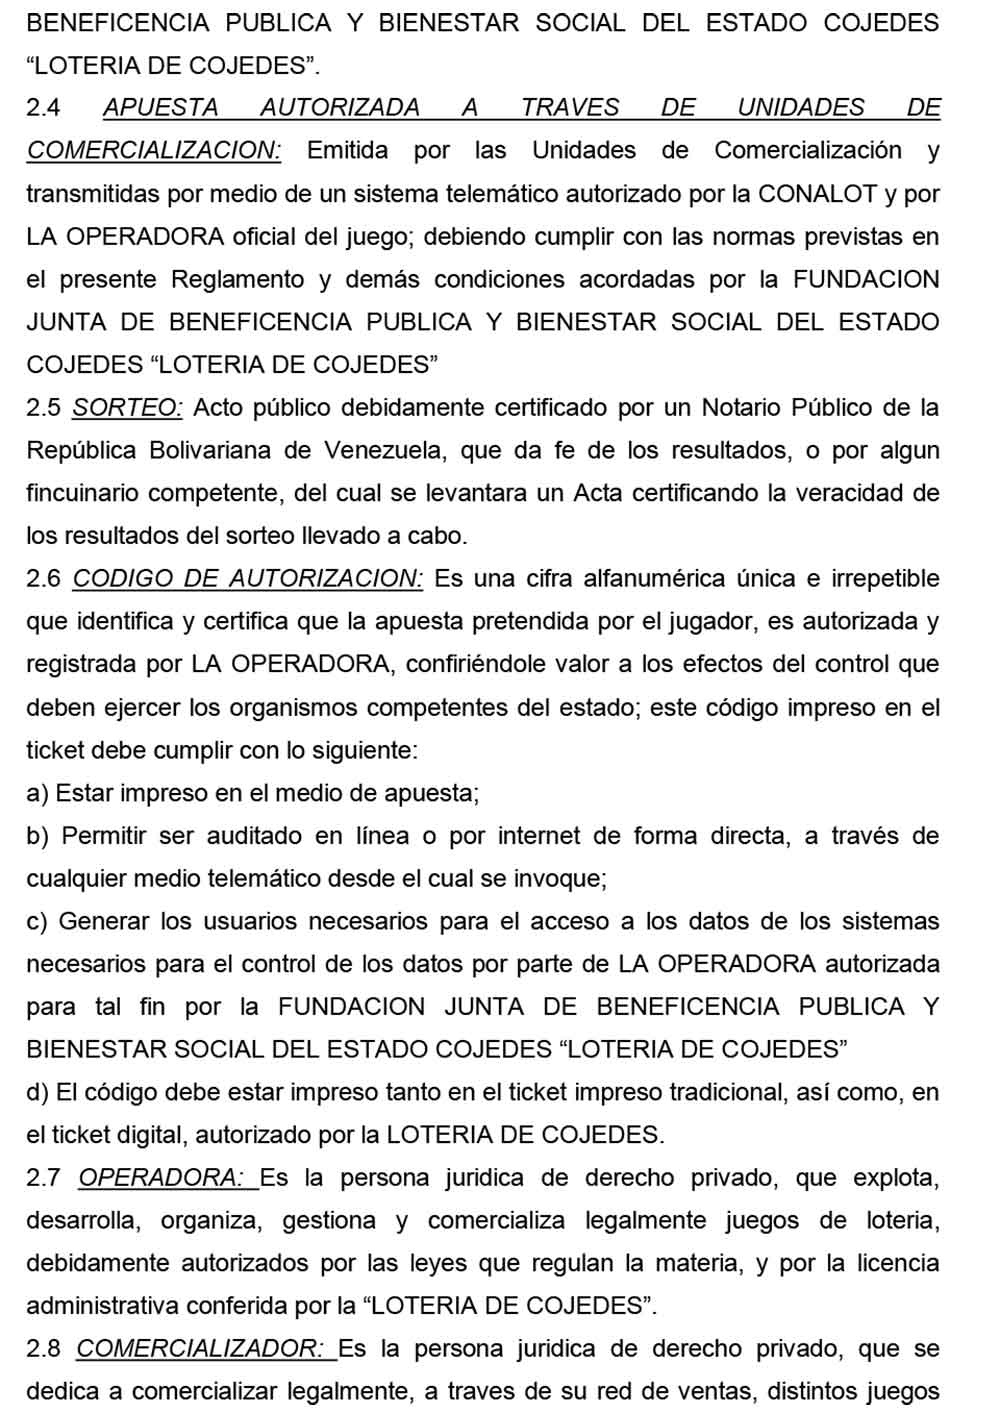 BENEFICENCIA PUBLICA Y BIENESTAR SOCIAL DEL ESTADO COJEDES
“LOTERIA DE COJEDES”.
2.4 APUESTA AUTORIZADA A TRAVES DE UNIDADES DE
COMERCIALIZACION: Emitida por las Unidades de Comercialización y
transmitidas por medio de un sistema telemático autorizado por la CONALOT y por
LA OPERADORA oficial del juego; debiendo cumplir con las normas previstas en
el presente Reglamento y demás condiciones acordadas por la FUNDACION
JUNTA DE BENEFICENCIA PUBLICA Y BIENESTAR SOCIAL DEL ESTADO
COJEDES “LOTERIA DE COJEDES”
2.5 SORTEO: Acto público debidamente certificado por un Notario Público de la
República Bolivariana de Venezuela, que da fe de los resultados, o por algun
fincuinario competente, del cual se levantara un Acta certificando la veracidad de
los resultados del sorteo llevado a cabo.
2.6 CODIGO DE AUTORIZACION: Es una cifra alfanumérica única e irrepetible
que identifica y certifica que la apuesta pretendida por el jugador, es autorizada y
registrada por LA OPERADORA, confiriéndole valor a los efectos del control que
deben ejercer los organismos competentes del estado; este código impreso en el
ticket debe cumplir con lo siguiente:
a) Estar impreso en el medio de apuesta;
b) Permitir ser auditado en línea o por internet de forma directa, a través de
cualquier medio telemático desde el cual se invoque;
c) Generar los usuarios necesarios para el acceso a los datos de los sistemas
necesarios para el control de los datos por parte de LA OPERADORA autorizada
para tal fin por la FUNDACION JUNTA DE BENEFICENCIA PUBLICA Y
BIENESTAR SOCIAL DEL ESTADO COJEDES “LOTERIA DE COJEDES”
d) El código debe estar impreso tanto en el ticket impreso tradicional, así como, en
el ticket digital, autorizado por la LOTERIA DE COJEDES.
2.7 OPERADORA: Es la persona juridica de derecho privado, que explota,
desarrolla, organiza, gestiona y comercializa legalmente juegos de loteria,
debidamente autorizados por las leyes que regulan la materia, y por la licencia
administrativa conferida por la “LOTERIA DE COJEDES”.
2.8 COMERCIALIZADOR: Es la persona juridica de derecho privado, que se
dedica a comercializar legalmente, a traves de su red de ventas, distintos juegos